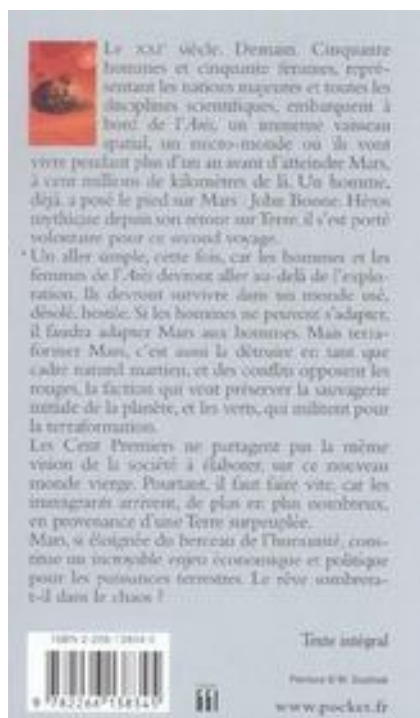 Le XXIe siècle. Demain. Cinquante
hommes et cinquante femmes, repré-
sentant les nations majeures et toutes les
disciplines scientifiques, embarquent à
bord de l'Arès, un immense vaisseau
spatial, un micro-monde où ils vont
vivre pendant plus d'un an avant d'atteindre Mars,
à cent millions de kilomètres de là. Un homme,
déjà, a posé le pied sur Mars John Boone. Héros
mythique depuis son retour sur Terre, il s'est porté
volontaire pour ce second voyage.
Un aller simple, cette fois, car les hommes et les
femmes de l'Arès devront aller au-delà de l'explo-
ration. Ils devront survivre dans un monde usé,
désolé, hostile. Si les hommes ne peuvent s'adapter,
il faudra adapter Mars aux hommes. Mais terra-
former Mars, c'est aussi la détruire en tant que
cadre naturel martien, et des conflits opposent les
rouges, la faction qui veut préserver la sauvagerie
initiale de la planète, et les verts, qui militent pour
la terraformation.
Les Cent Premiers ne partagent pas la même
vision de la société à élaborer sur ce nouveau
monde vierge. Pourtant, il faut faire vite, car les
immigrants arrivent, de plus en plus nombreux,
en provenance d'une Terre surpeuplée.
Mars, si éloignée du berceau de l'humanité, cons-
titue un incroyable enjeu économique et politique
pour les puissances terrestres. Le rêve sombrera-
t-il dans le chaos ?
Texte intégral
www.pocket.fr